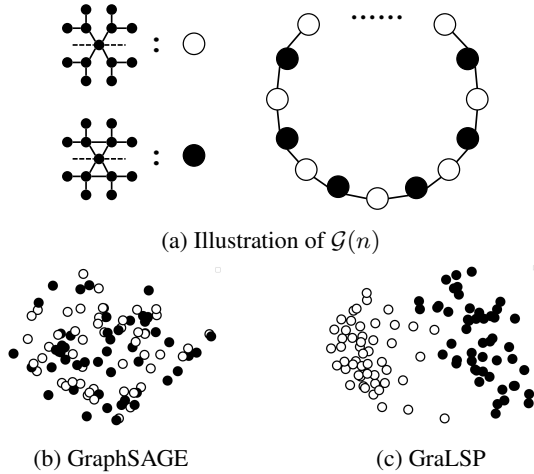 (a) Illustration of 𝒢(n)
(b) GraphSAGE
(c) GraLSP